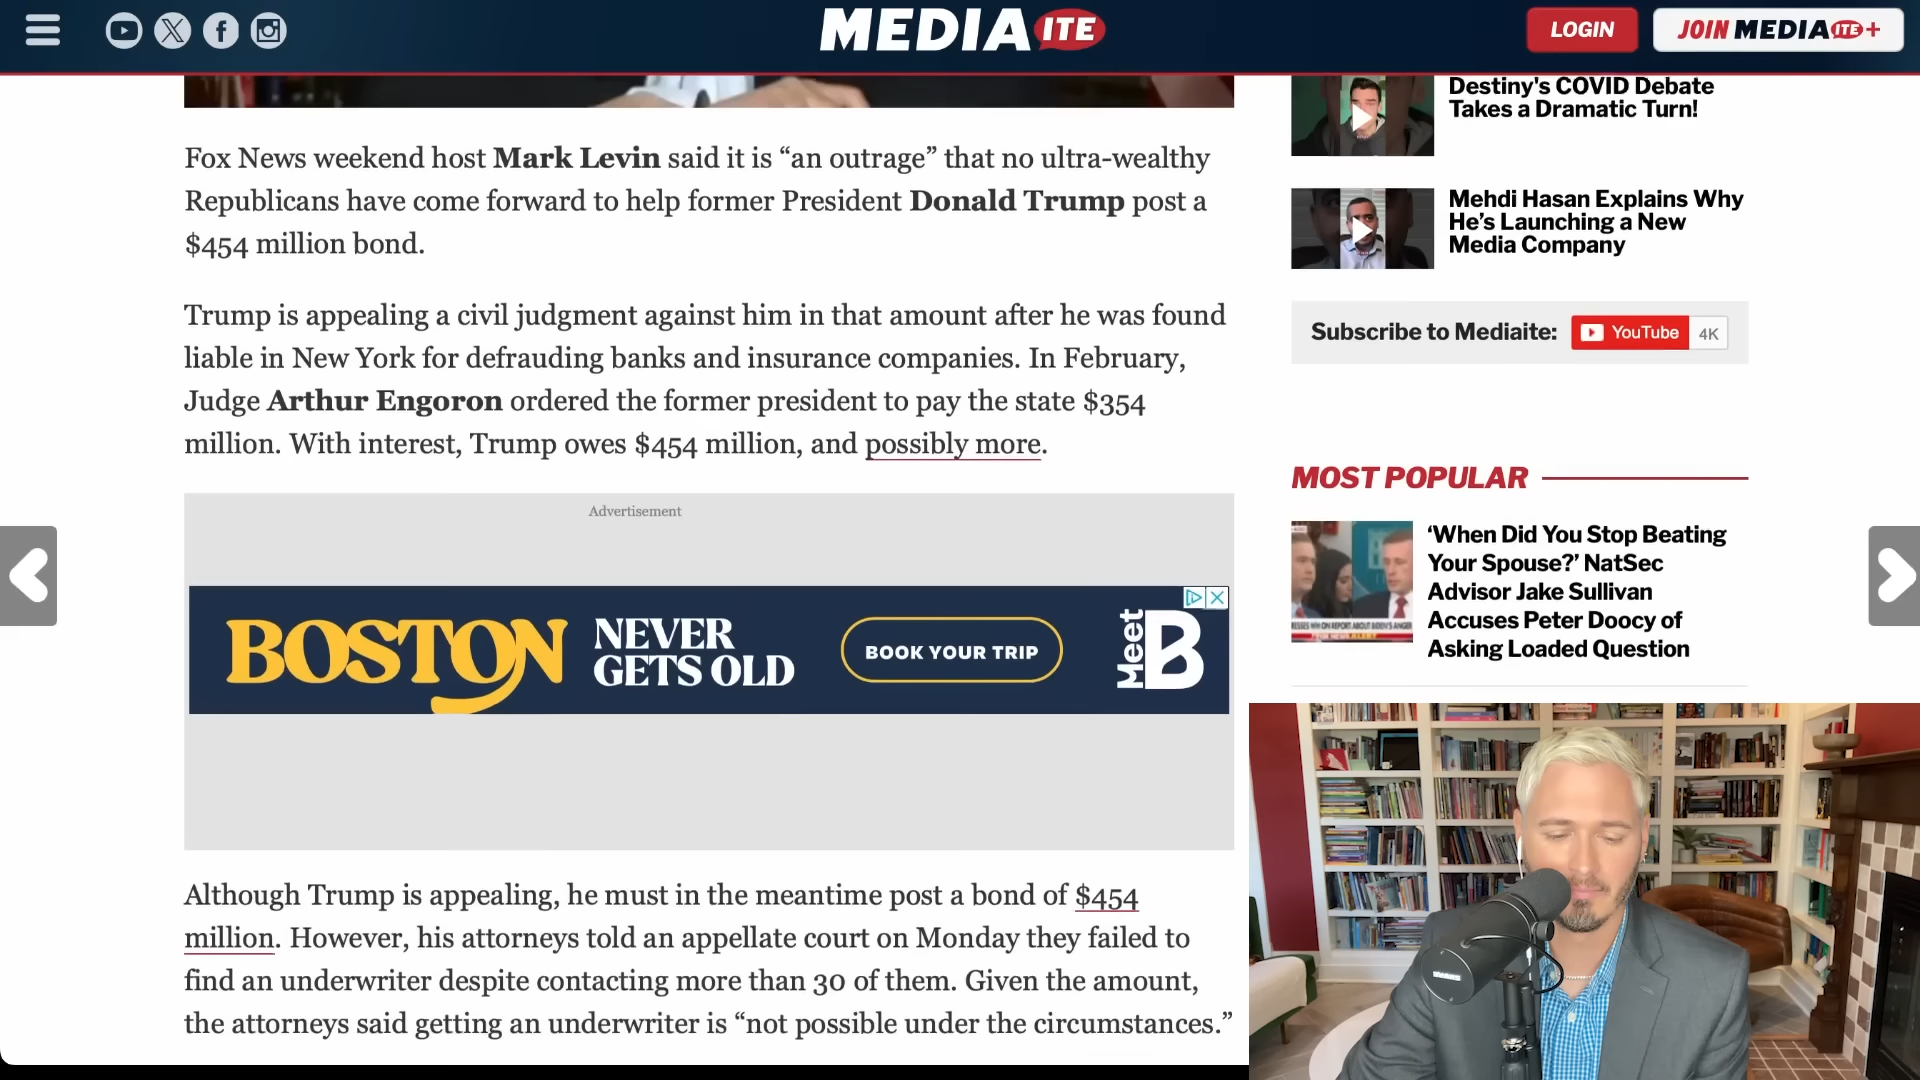 MEDIAITE
LOGIN
JOIN MEDIAITE+
Fox News weekend host Mark Levin said it is “an outrage” that no ultra-wealthy
Republicans have come forward to help former President Donald Trump post a
$454 million bond.
Trump is appealing a civil judgment against him in that amount after he was found
liable in New York for defrauding banks and insurance companies. In February,
Judge Arthur Engoron ordered the former president to pay the state $354
million. With interest, Trump owes $454 million, and possibly more.
Advertisement
BOSTON
NEVER
GETS OLD
BOOK YOUR TRIP
Meet B
Although Trump is appealing, he must in the meantime post a bond of $454
million. However, his attorneys told an appellate court on Monday they failed to
find an underwriter despite contacting more than 30 of them. Given the amount,
the attorneys said getting an underwriter is “not possible under the circumstances.”
Destiny's COVID Debate
Takes a Dramatic Turn!
Mehdi Hasan Explains Why
He’s Launching a New
Media Company
Subscribe to Mediaite:
YouTube
4K
MOST POPULAR
‘When Did You Stop Beating
Your Spouse?’ NatSec
Advisor Jake Sullivan
Accuses Peter Doocy of
Asking Loaded Question